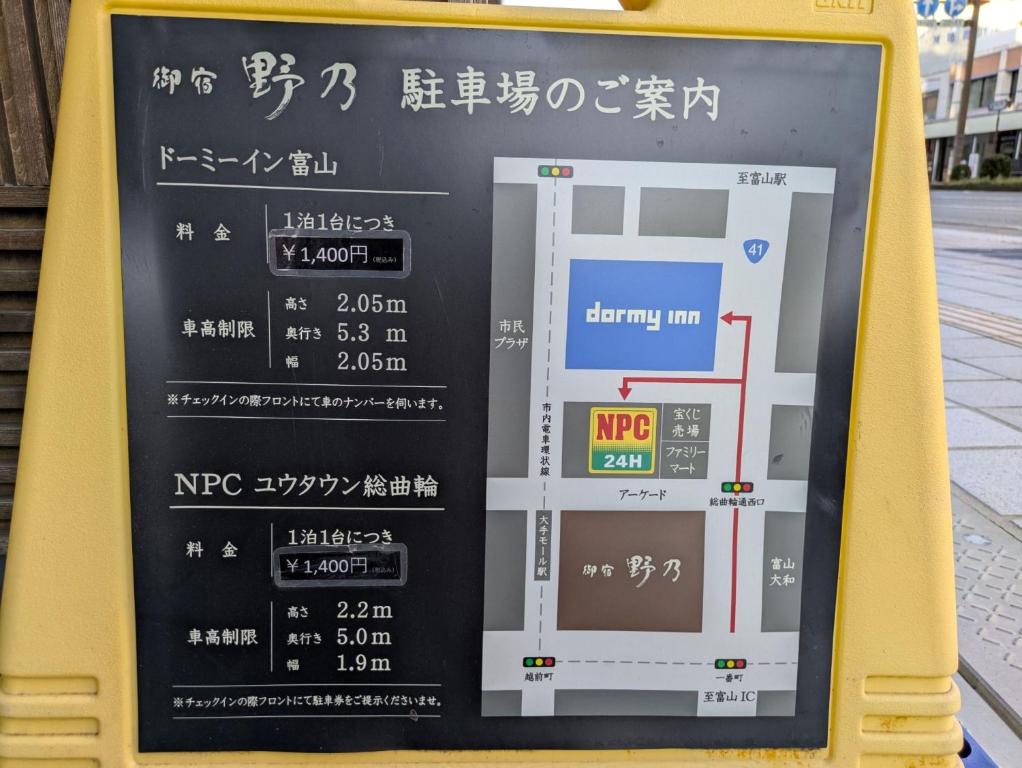 御宿 野乃 駐車場のご案内
ドーミーイン富山
料金
1泊1台につき
¥1,400円(税込み)
車高制限
高さ 2.05m
奥行き 5.3 m
幅 2.05m
※チェックインの際フロントにて車のナンバーを伺います。
NPC ユウタウン総曲輪
料金
1泊1台につき
¥1,400円(税込み)
車高制限
高さ 2.2m
奥行き 5.0m
幅 1.9m
※チェックインの際フロントにて駐車券をご提示くださいませ。
至富山駅
41
dormy inn
市民
プラザ
市内電車環状線
NPC
24H
宝くじ
売場
ファミリー
マート
アーケード
総曲輪通西口
大手モール駅
御宿 野乃
富山
大和
越前町
一番町
至富山IC